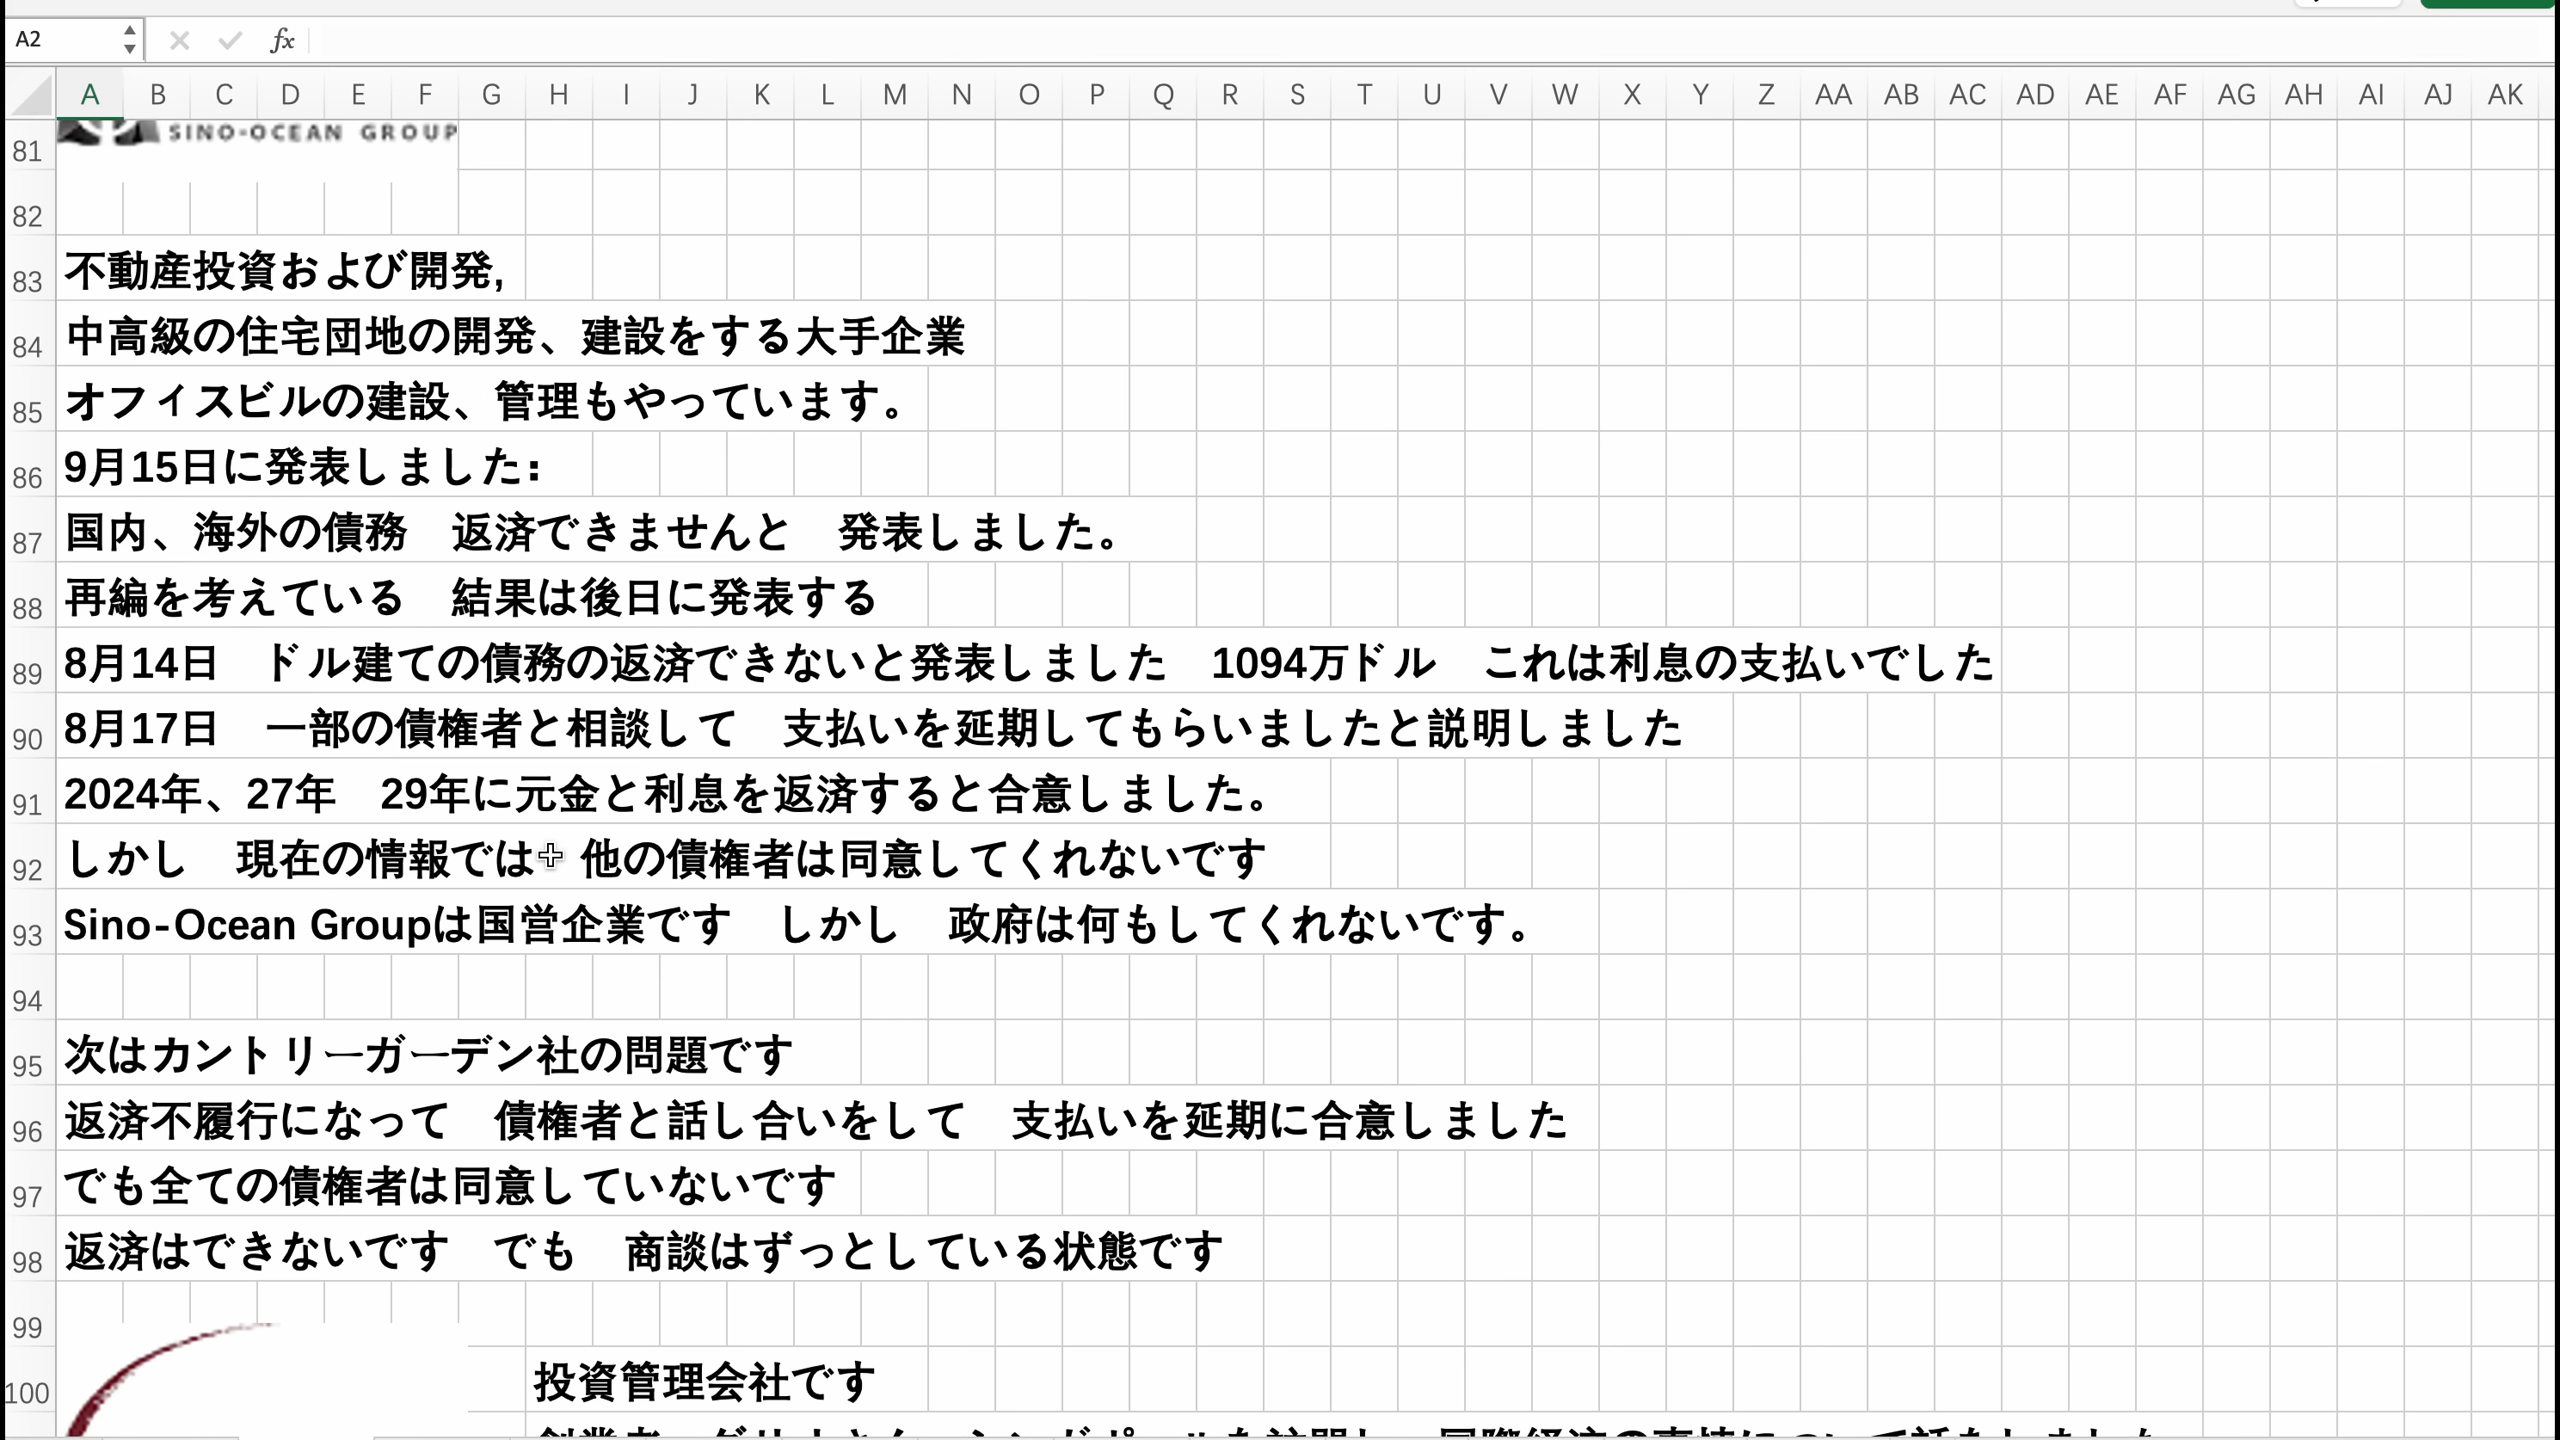 A2
fx
A B C D E F G H I J K L M N O P Q R S T U V W X Y Z AA AB AC AD AE AF AG AH AI AJ AK
81 SINO-OCEAN GROUP
82
83 不動産投資および開発,
84 中高級の住宅団地の開発、建設をする大手企業
85 オフィスビルの建設、管理もやっています。
86 9月15日に発表しました:
87 国内、海外の債務　返済できませんと　発表しました。
88 再編を考えている　結果は後日に発表する
89 8月14日　ドル建ての債務の返済できないと発表しました　1094万ドル　これは利息の支払いでした
90 8月17日　一部の債権者と相談して　支払いを延期してもらいましたと説明しました
91 2024年、27年　29年に元金と利息を返済すると合意しました。
92 しかし　現在の情報では　他の債権者は同意してくれないです
93 Sino-Ocean Groupは国営企業です　しかし　政府は何もしてくれないです。
94
95 次はカントリーガーデン社の問題です
96 返済不履行になって　債権者と話し合いをして　支払いを延期に合意しました
97 でも全ての債権者は同意していないです
98 返済はできないです　でも　商談はずっとしている状態です
99
100 投資管理会社です